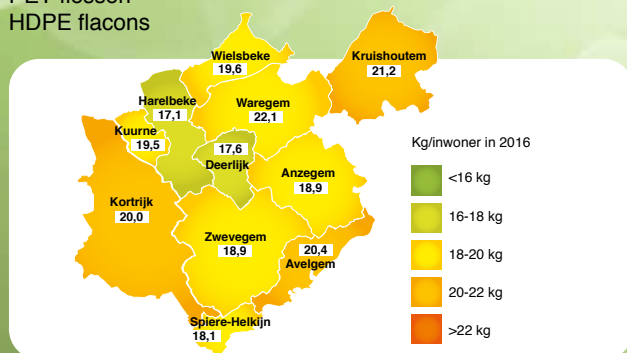 PET flessen
HDPE flacons
Wielsbeke
19,6
Kruishoutem
21,2
Harelbeke
17,1
Waregem
22,1
Kuurne
19,5
17,6
Deerlijk
Anzegem
18,9
Kortrijk
20,0
Zwevegem
18,9
20,4
Avelgem
Spiere-Helkijn
18,1
Kg/inwoner in 2016
<16 kg
16-18 kg
18-20 kg
20-22 kg
>22 kg